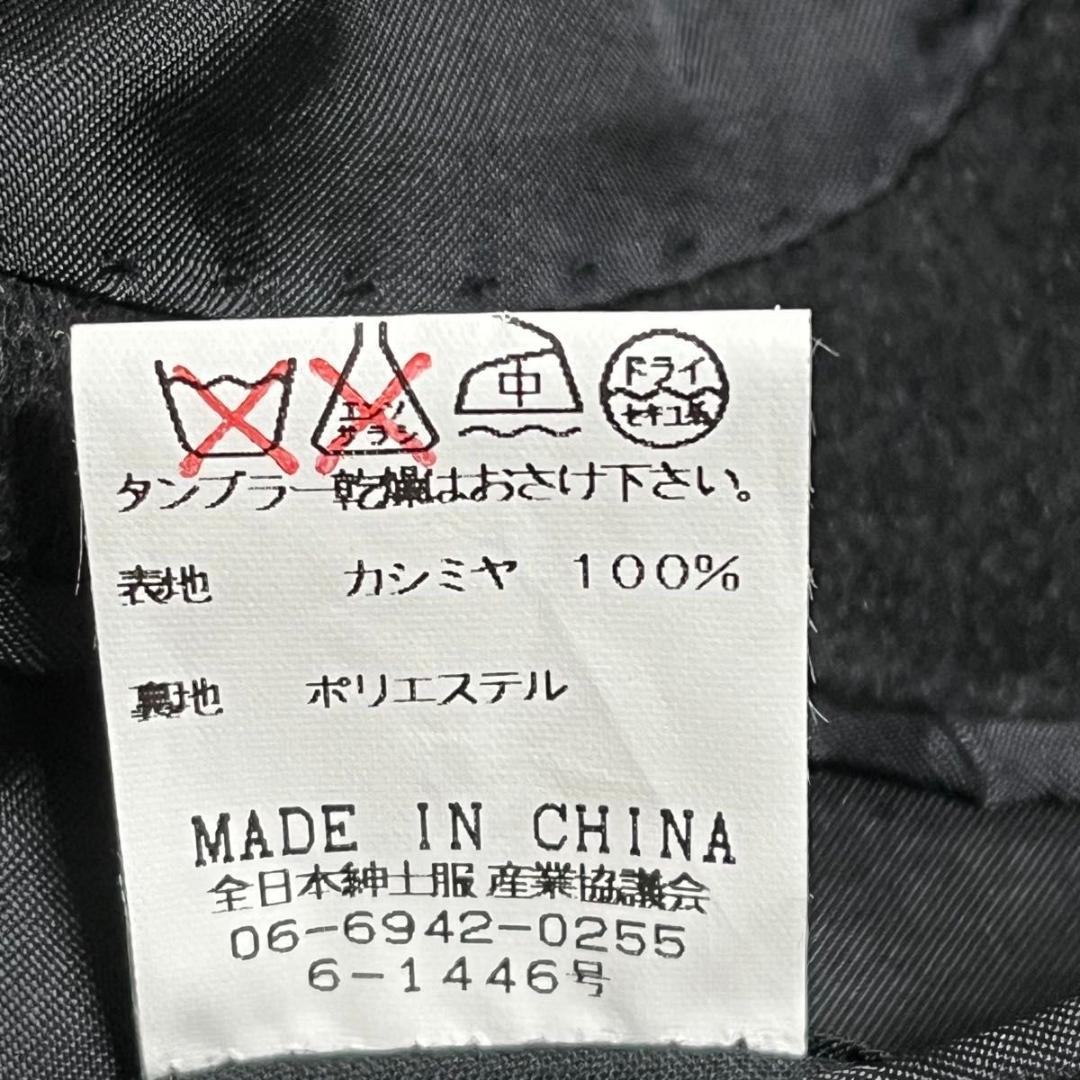 エンソ サラシ
中
ドライ セキユ系
タンブラー乾燥はおさけ下さい。
表地 カシミヤ 100%
裏地 ポリエステル
MADE IN CHINA
全日本紳士服産業協議会
06-6942-0255
6-1446号